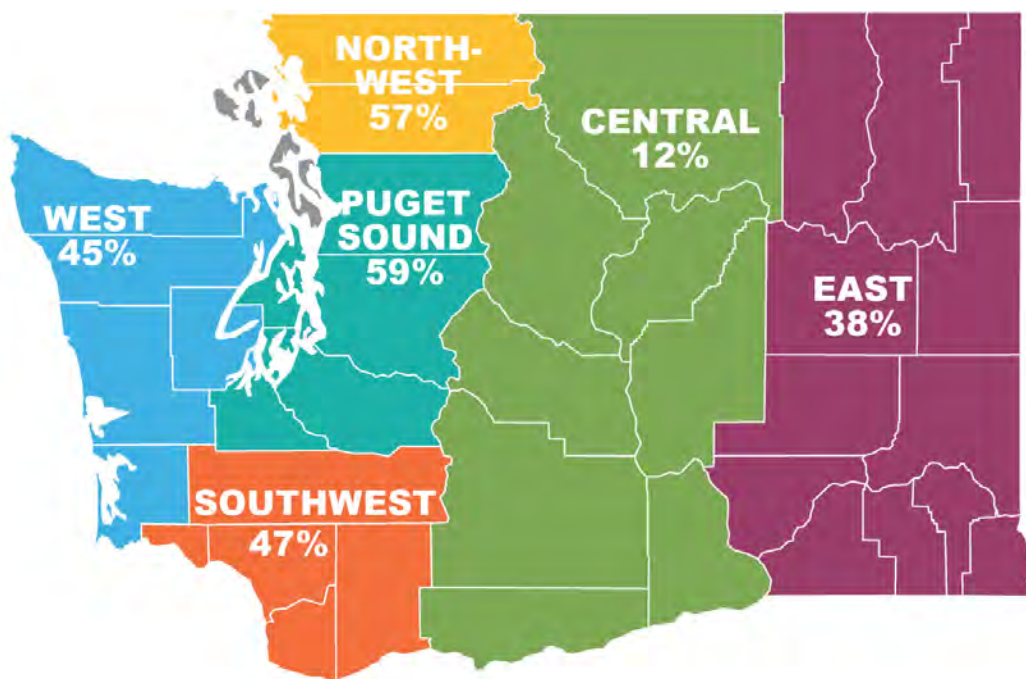 NORTH-
WEST
57%
CENTRAL
12%
WEST
45%
PUGET
SOUND
59%
EAST
38%
SOUTHWEST
47%